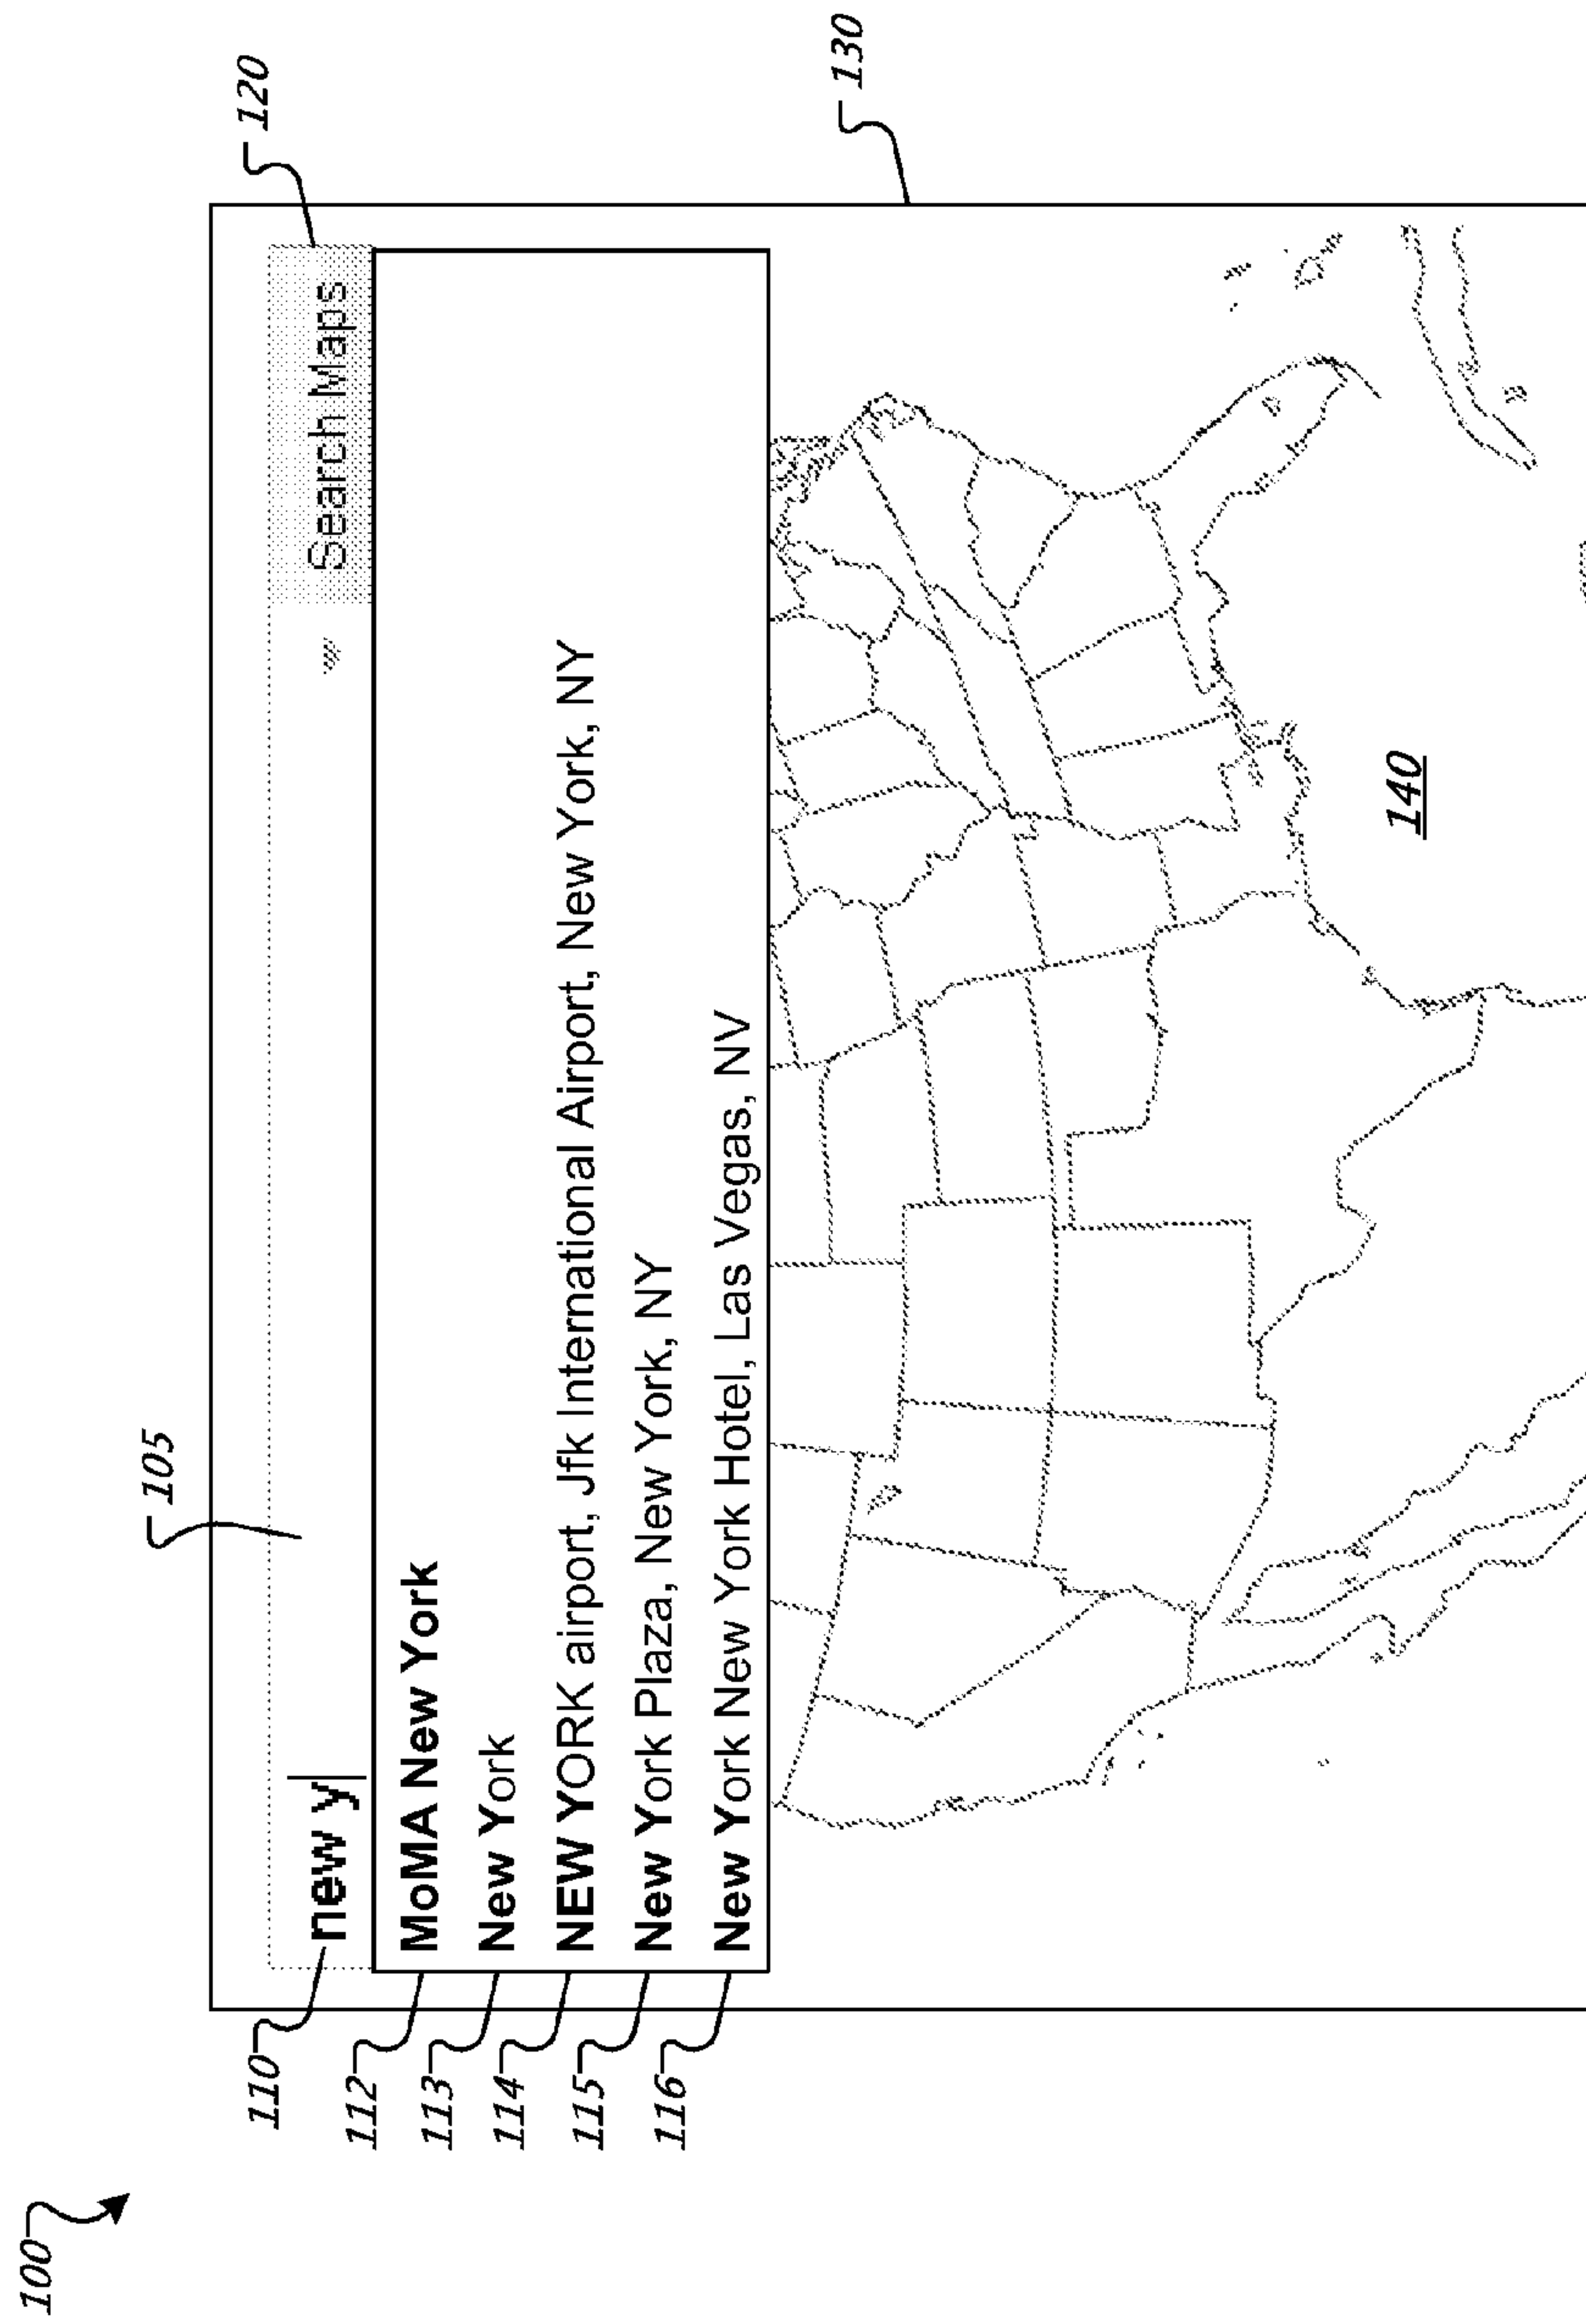 100
105
120
110 new y Search Maps
112 MoMA New York
113 New York
114 NEW YORK airport, Jfk International Airport, New York, NY
115 New York Plaza, New York, NY
116 New York New York Hotel, Las Vegas, NV
130
140